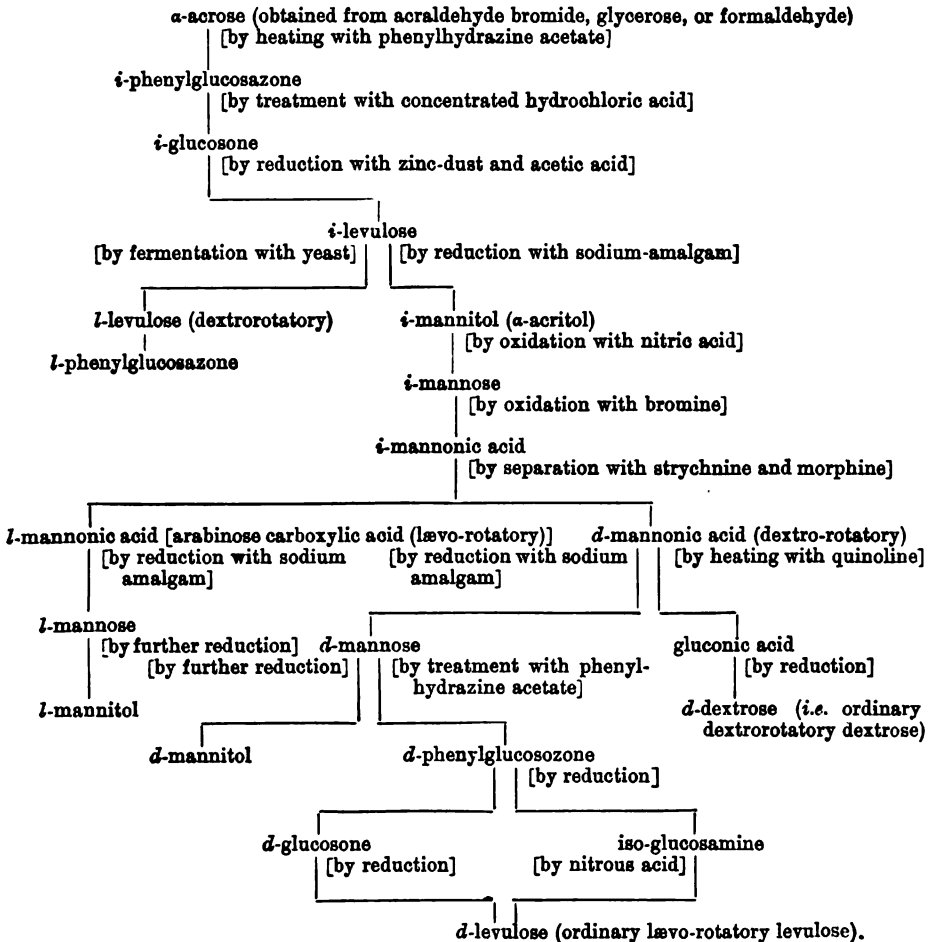 α-acrose (obtained from acraldehyde bromide, glycerose, or formaldehyde)
[by heating with phenylhydrazine acetate]
i-phenylglucosazone
[by treatment with concentrated hydrochloric acid]
i-glucosone
[by reduction with zinc-dust and acetic acid]
i-levulose
[by fermentation with yeast] [by reduction with sodium-amalgam]
l-levulose (dextrorotatory) i-mannitol (α-acritol)
[by oxidation with nitric acid]
l-phenylglucosazone
i-mannose
[by oxidation with bromine]
i-mannonic acid
[by separation with strychnine and morphine]
l-mannonic acid [arabinose carboxylic acid (lævo-rotatory)] d-mannonic acid (dextro-rotatory)
[by reduction with sodium [by reduction with sodium [by heating with quinoline]
amalgam] amalgam]
l-mannose d-mannose gluconic acid
[by further reduction] [by treatment with phenyl- [by reduction]
[by further reduction] hydrazine acetate]
l-mannitol d-dextrose (i.e. ordinary
dextrorotatory dextrose)
d-mannitol d-phenylglucosozone
[by reduction]
d-glucosone iso-glucosamine
[by reduction] [by nitrous acid]
d-levulose (ordinary lævo-rotatory levulose).